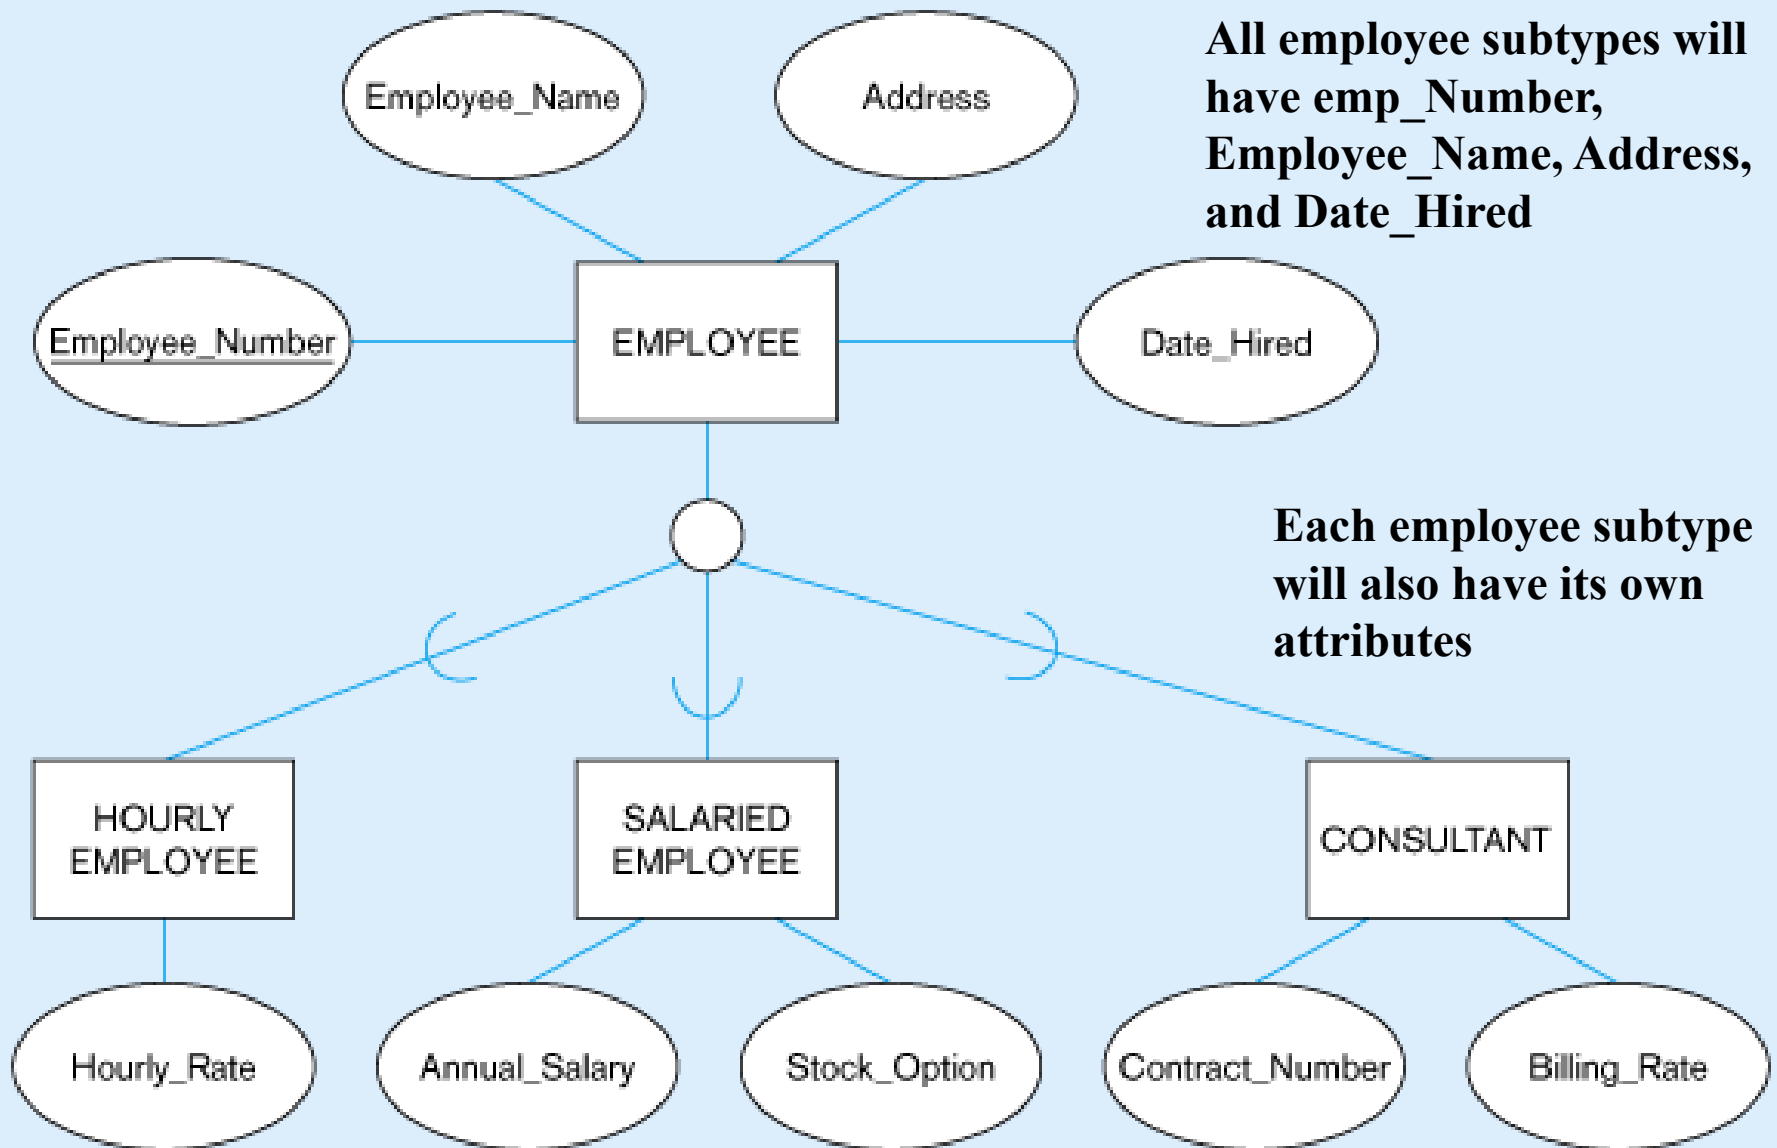 All employee subtypes will
have emp_Number,
Employee_Name, Address,
and Date_Hired
Employee_Name
Address
Employee_Number
EMPLOYEE
Date_Hired
Each employee subtype
will also have its own
attributes
HOURLY
EMPLOYEE
SALARIED
EMPLOYEE
CONSULTANT
Hourly_Rate
Annual_Salary
Stock_Option
Contract_Number
Billing_Rate